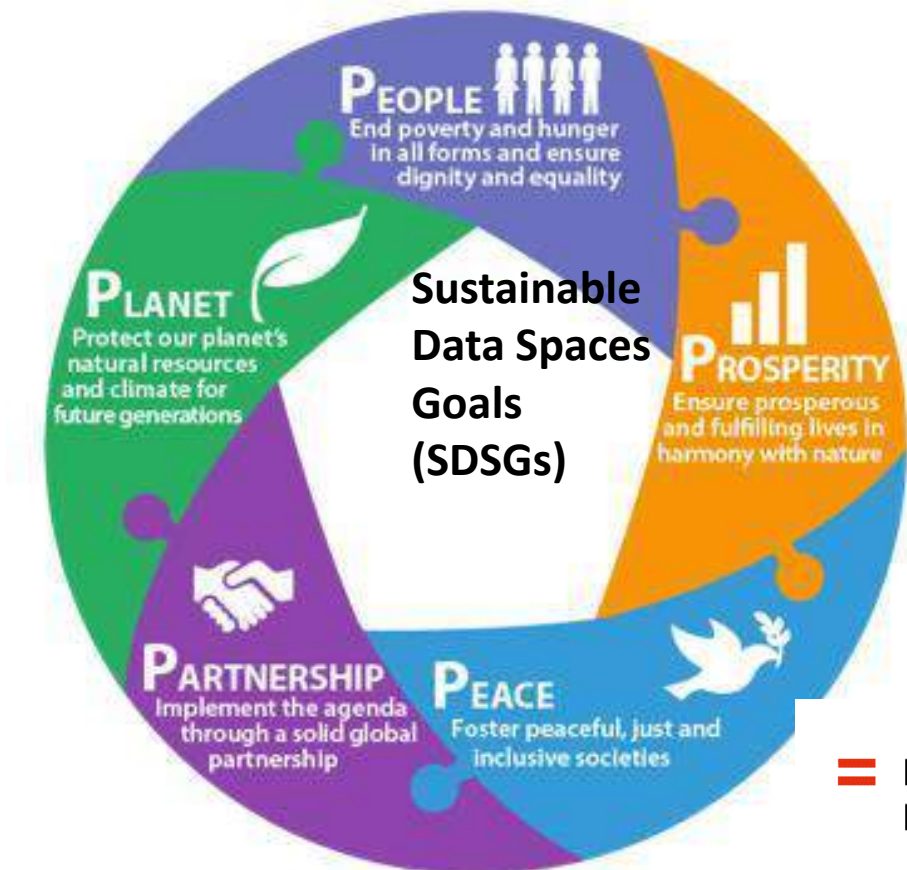 PEOPLE
End poverty and hunger
in all forms and ensure
dignity and equality
PLANET
Protect our planet's
natural resources
and climate for
future generations
Sustainable
Data Spaces
Goals
(SDSGs)
PROSPERITY
Ensure prosperous
and fulfilling lives in
harmony with nature
PARTNERSHIP
Implement the agenda
through a solid global
partnership
PEACE
Foster peaceful, just and
inclusive societies
=